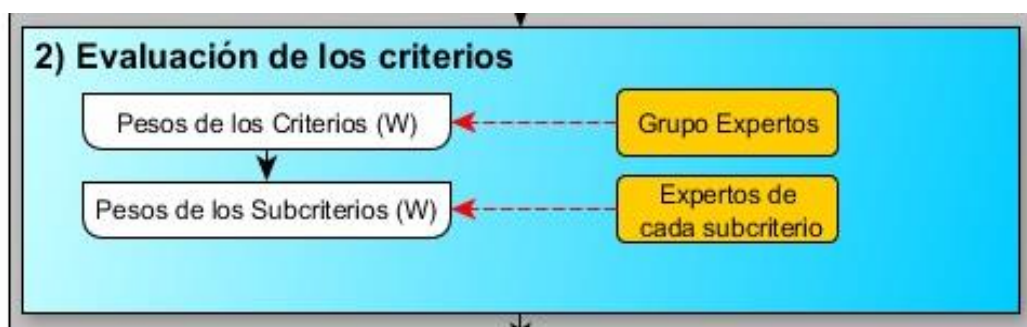 2) Evaluación de los criterios
Pesos de los Criterios (W)
Grupo Expertos
Pesos de los Subcriterios (W)
Expertos de
cada subcriterio